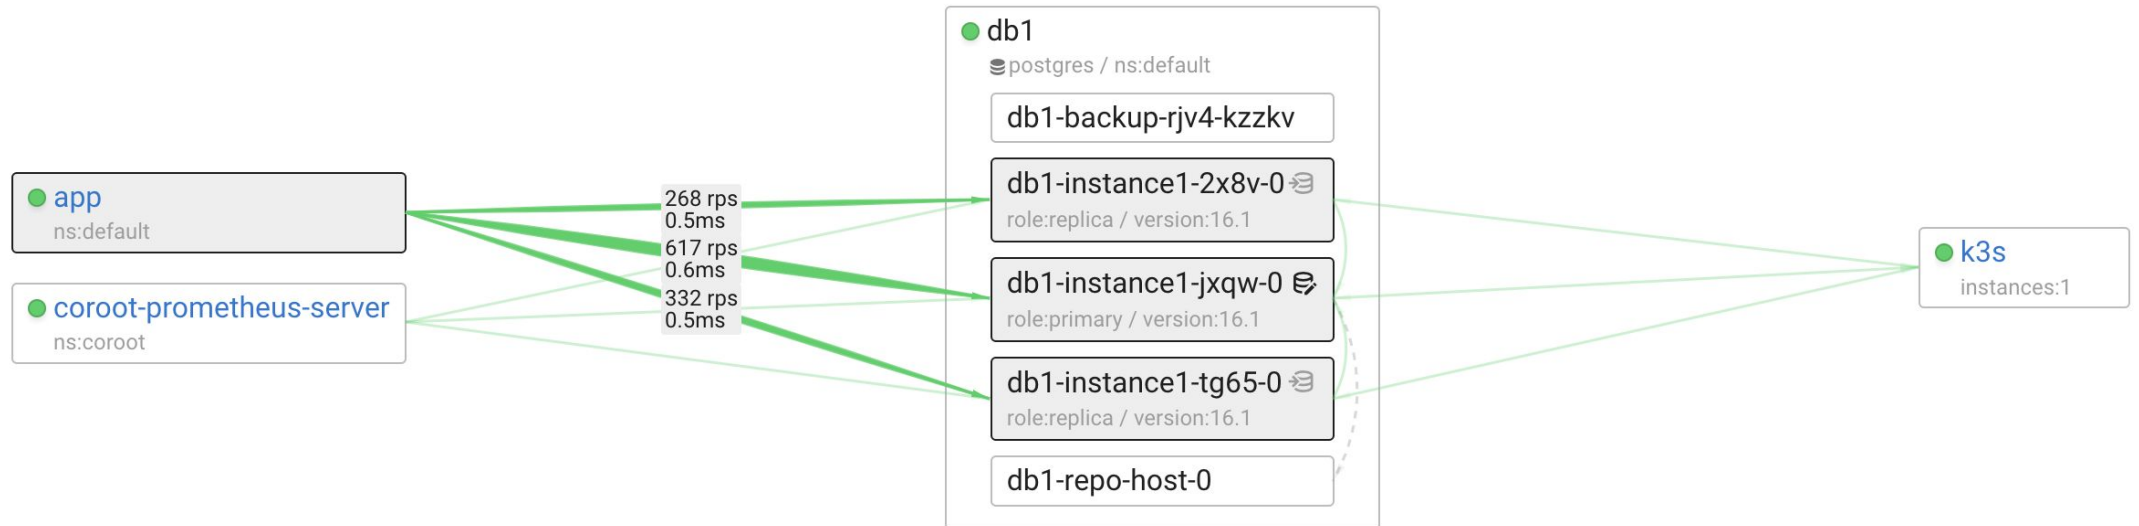 app
ns:default
coroot-prometheus-server
ns:coroot
268 rps
0.5ms
617 rps
0.6ms
332 rps
0.5ms
db1
postgres / ns:default
db1-backup-rjv4-kzzkv
db1-instance1-2x8v-0
role:replica / version:16.1
db1-instance1-jxqw-0
role:primary / version:16.1
db1-instance1-tg65-0
role:replica / version:16.1
db1-repo-host-0
k3s
instances:1